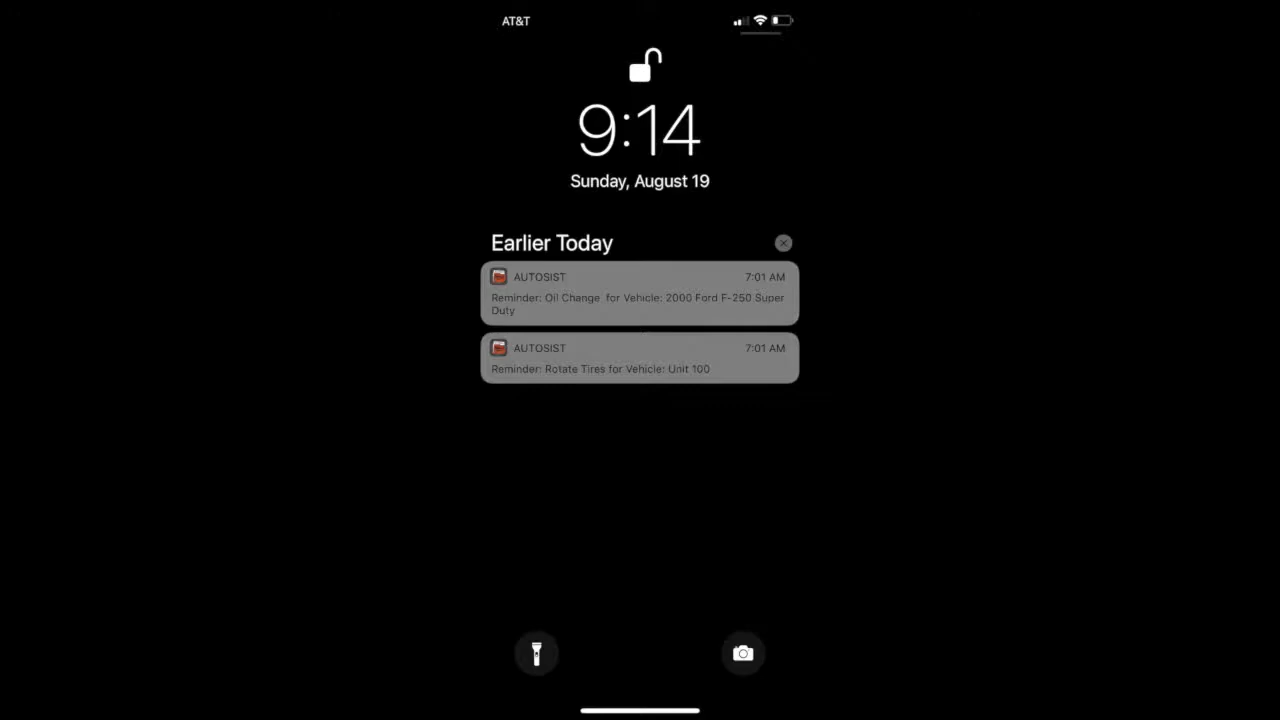 AT&T
9:14
Sunday, August 19
Earlier Today
AUTOSIST 7:01 AM
Reminder: Oil Change for Vehicle: 2000 Ford F-250 Super
Duty
AUTOSIST 7:01 AM
Reminder: Rotate Tires for Vehicle: Unit 100